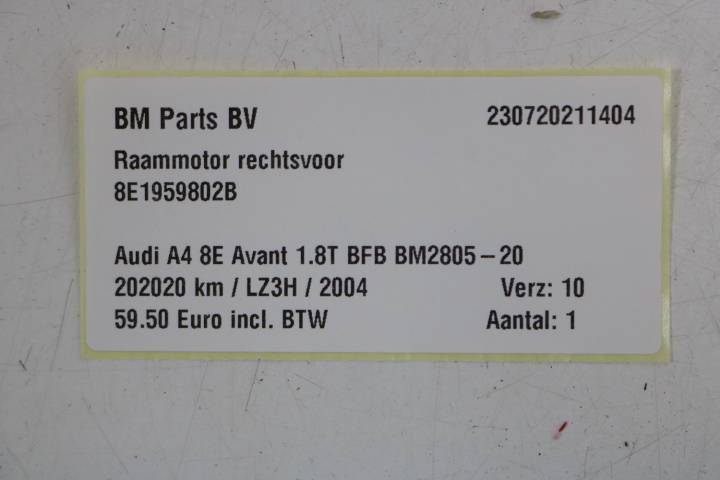 BM Parts BV 230720211404
Raammotor rechtsvoor
8E1959802B
Audi A4 8E Avant 1.8T BFB BM2805-20
202020 km / LZ3H / 2004 Verz: 10
59.50 Euro incl. BTW Aantal: 1